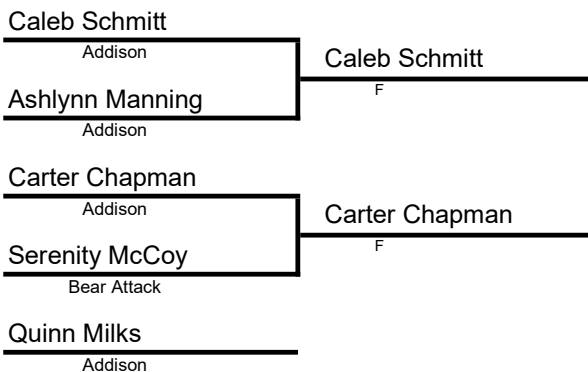 Caleb Schmitt
Addison
Caleb Schmitt
F
Ashlynn Manning
Addison
Carter Chapman
Addison
Carter Chapman
F
Serenity McCoy
Bear Attack
Quinn Milks
Addison